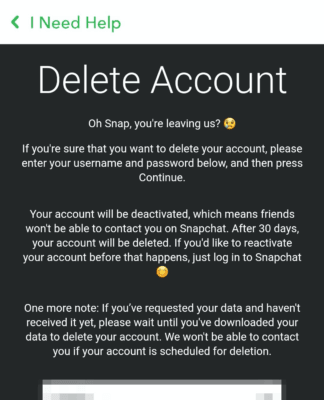 I Need Help
Delete Account
Oh Snap, you're leaving us? 😢
If you're sure that you want to delete your account, please
enter your username and password below, and then press
Continue.
Your account will be deactivated, which means friends
won't be able to contact you on Snapchat. After 30 days,
your account will be deleted. If you'd like to reactivate
your account before that happens, just log in to Snapchat
😊
One more note: If you've requested your data and haven't
received it yet, please wait until you've downloaded your
data to delete your account. We won't be able to contact
you if your account is scheduled for deletion.